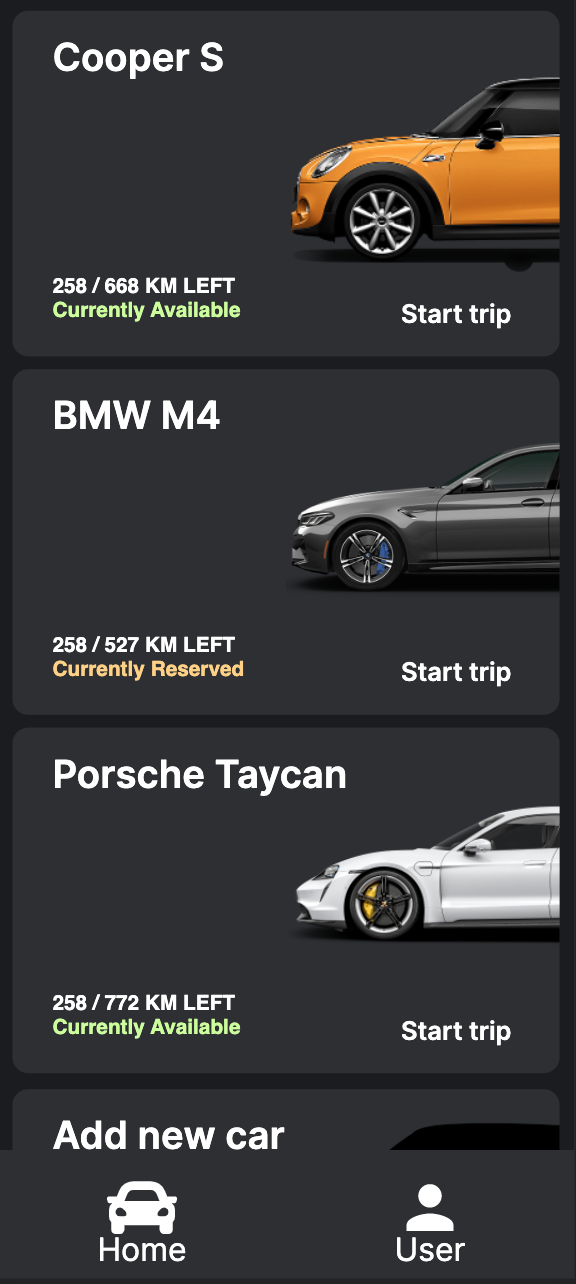 Cooper S
258 / 668 KM LEFT
Currently Available
Start trip
BMW M4
258 / 527 KM LEFT
Currently Reserved
Start trip
Porsche Taycan
258 / 772 KM LEFT
Currently Available
Start trip
Add new car
Home
User